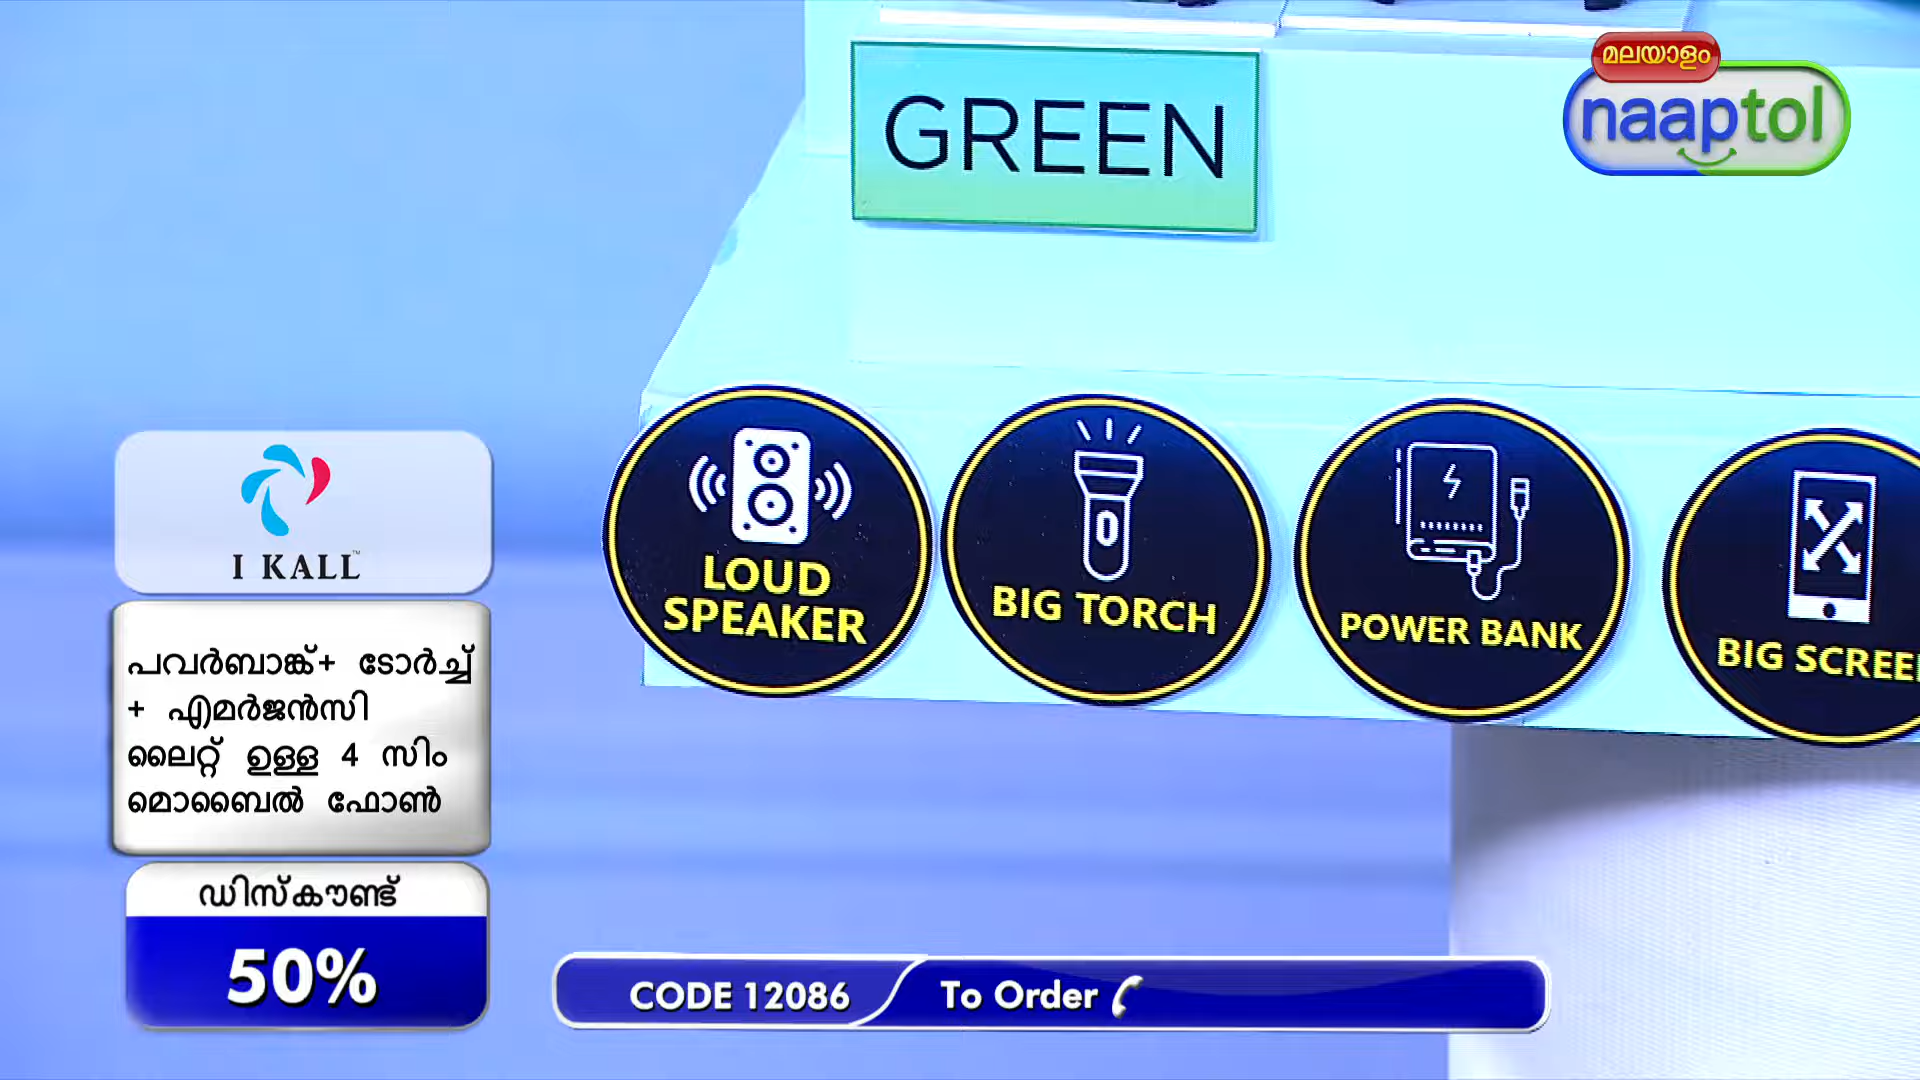 GREEN
മലയാളം
naaptol
LOUD
SPEAKER
BIG TORCH
POWER BANK
BIG SCREE
I KALL™
പവർബാങ്ക്+ ടോർച്ച്
+ എമർജൻസി
ലൈറ്റ് ഉള്ള 4 സിം
മൊബൈൽ ഫോൺ
ഡിസ്കൗണ്ട്
50%
CODE 12086
To Order